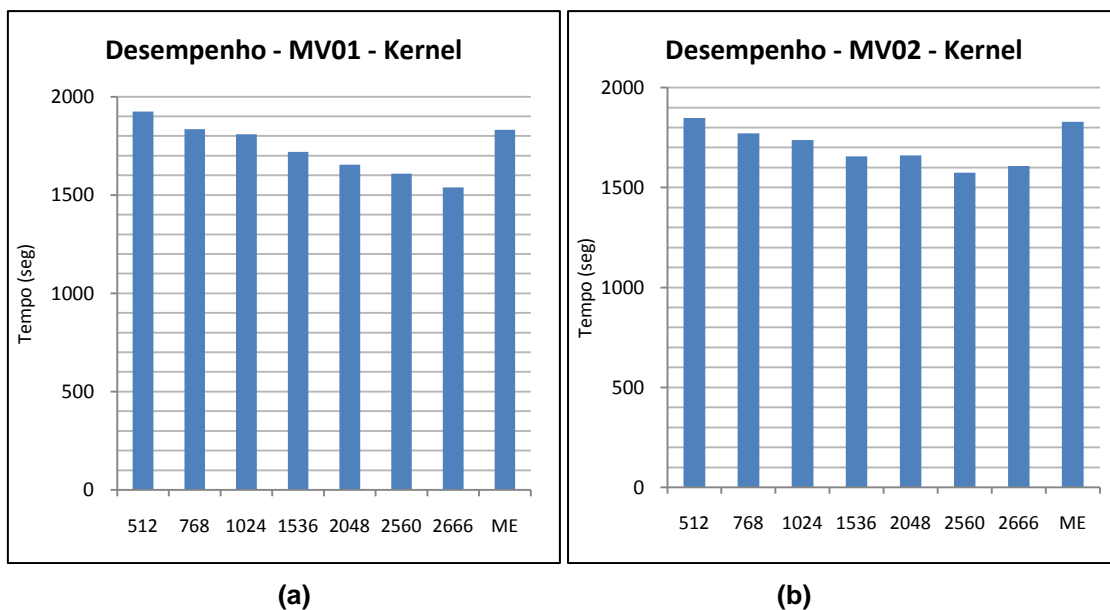 Desempenho - MV01 - Kernel
2000
1500
1000
500
0
Tempo (seg)
512 768 1024 1536 2048 2560 2666 ME
(a)
Desempenho - MV02 - Kernel
2000
1500
1000
500
0
Tempo (seg)
512 768 1024 1536 2048 2560 2666 ME
(b)